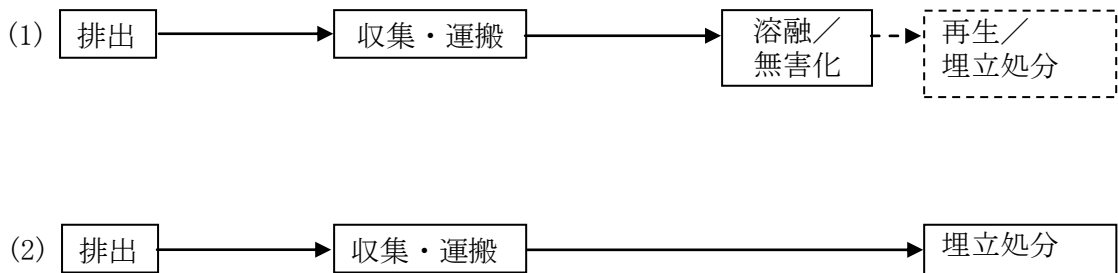 (1) 排出 収集・運搬 溶融／ 再生／
無害化 埋立処分
(2) 排出 収集・運搬 埋立処分